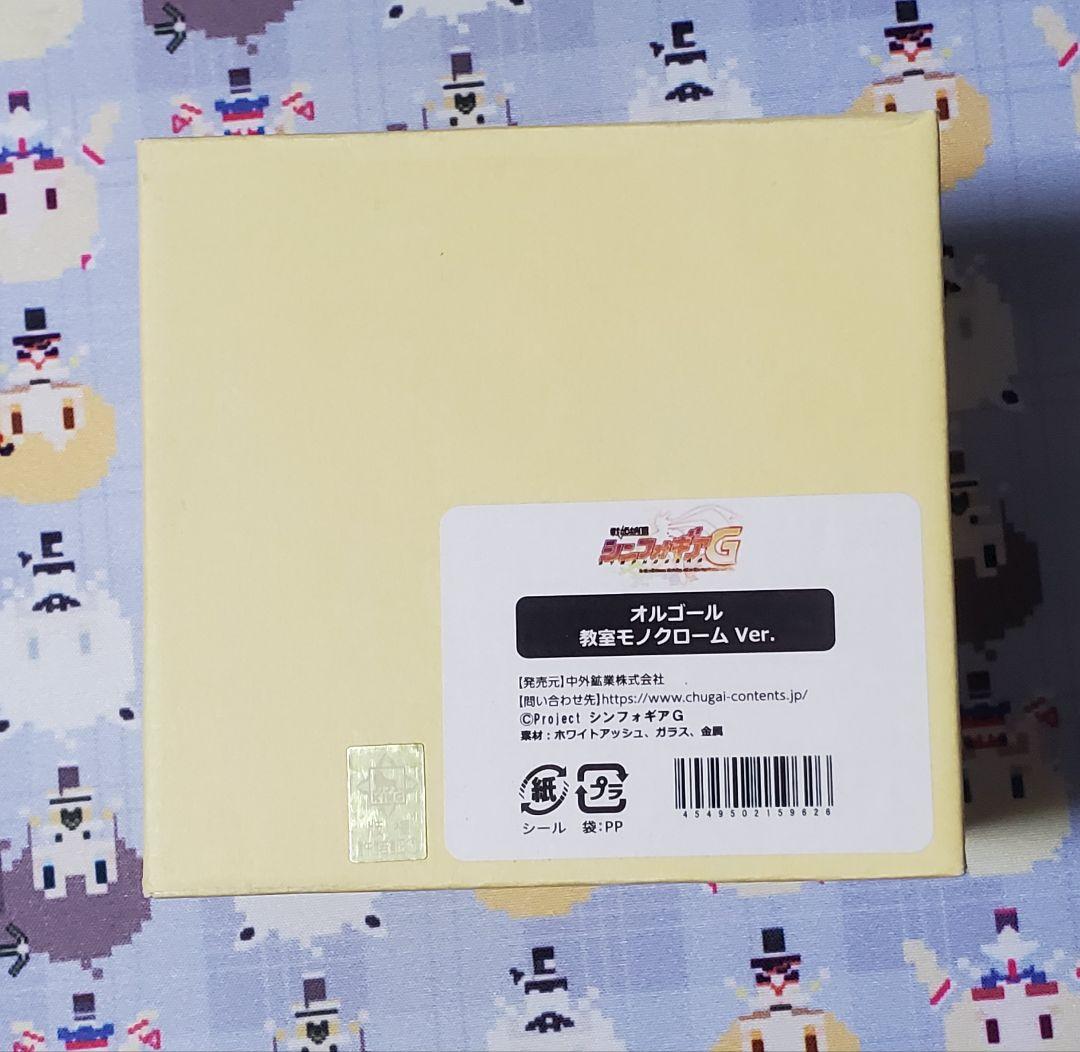 戦姫絶唱
シンフォギアG
オルゴール
教室モノクローム Ver.
【発売元】中外鉱業株式会社
【問い合わせ先】https://www.chugai-contents.jp/
©Project シンフォギアG
素材：ホワイトアッシュ、ガラス、金属
紙 プラ
シール 袋：PP
4549502159626
KING